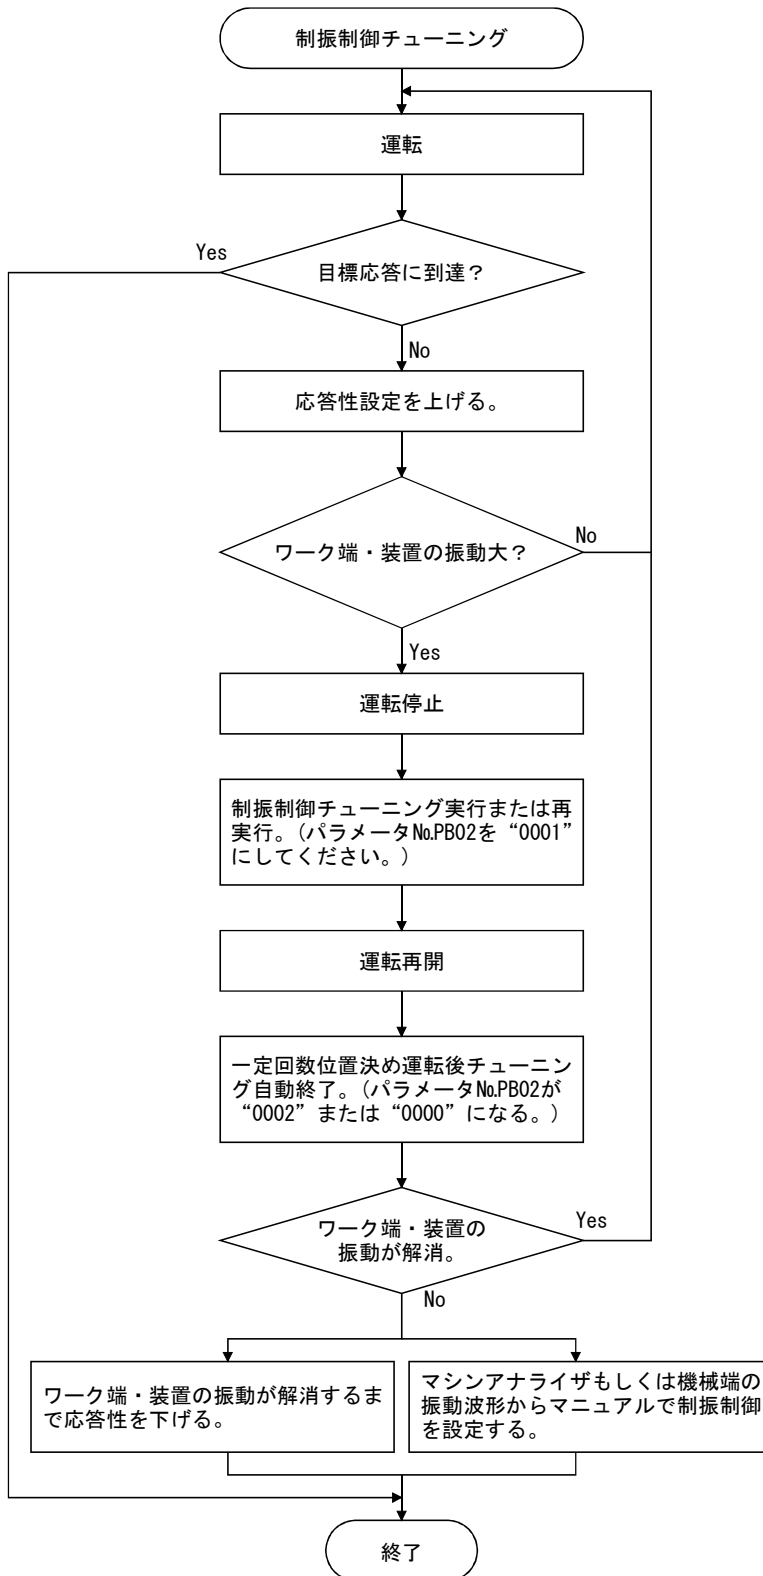 制振制御チューニング
運転
Yes
目標応答に到達？
No
応答性設定を上げる。
ワーク端・装置の振動大？
No
Yes
運転停止
制振制御チューニング実行または再
実行。(パラメータ№PB02を“0001”
にしてください。)
運転再開
一定回数位置決め運転後チューニン
グ自動終了。(パラメータ№PB02が
“0002”または“0000”になる。)
ワーク端・装置の
振動が解消。
Yes
No
ワーク端・装置の振動が解消するま
で応答性を下げる。
マシンアナライザもしくは機械端の
振動波形からマニュアルで制振制御
を設定する。
終了